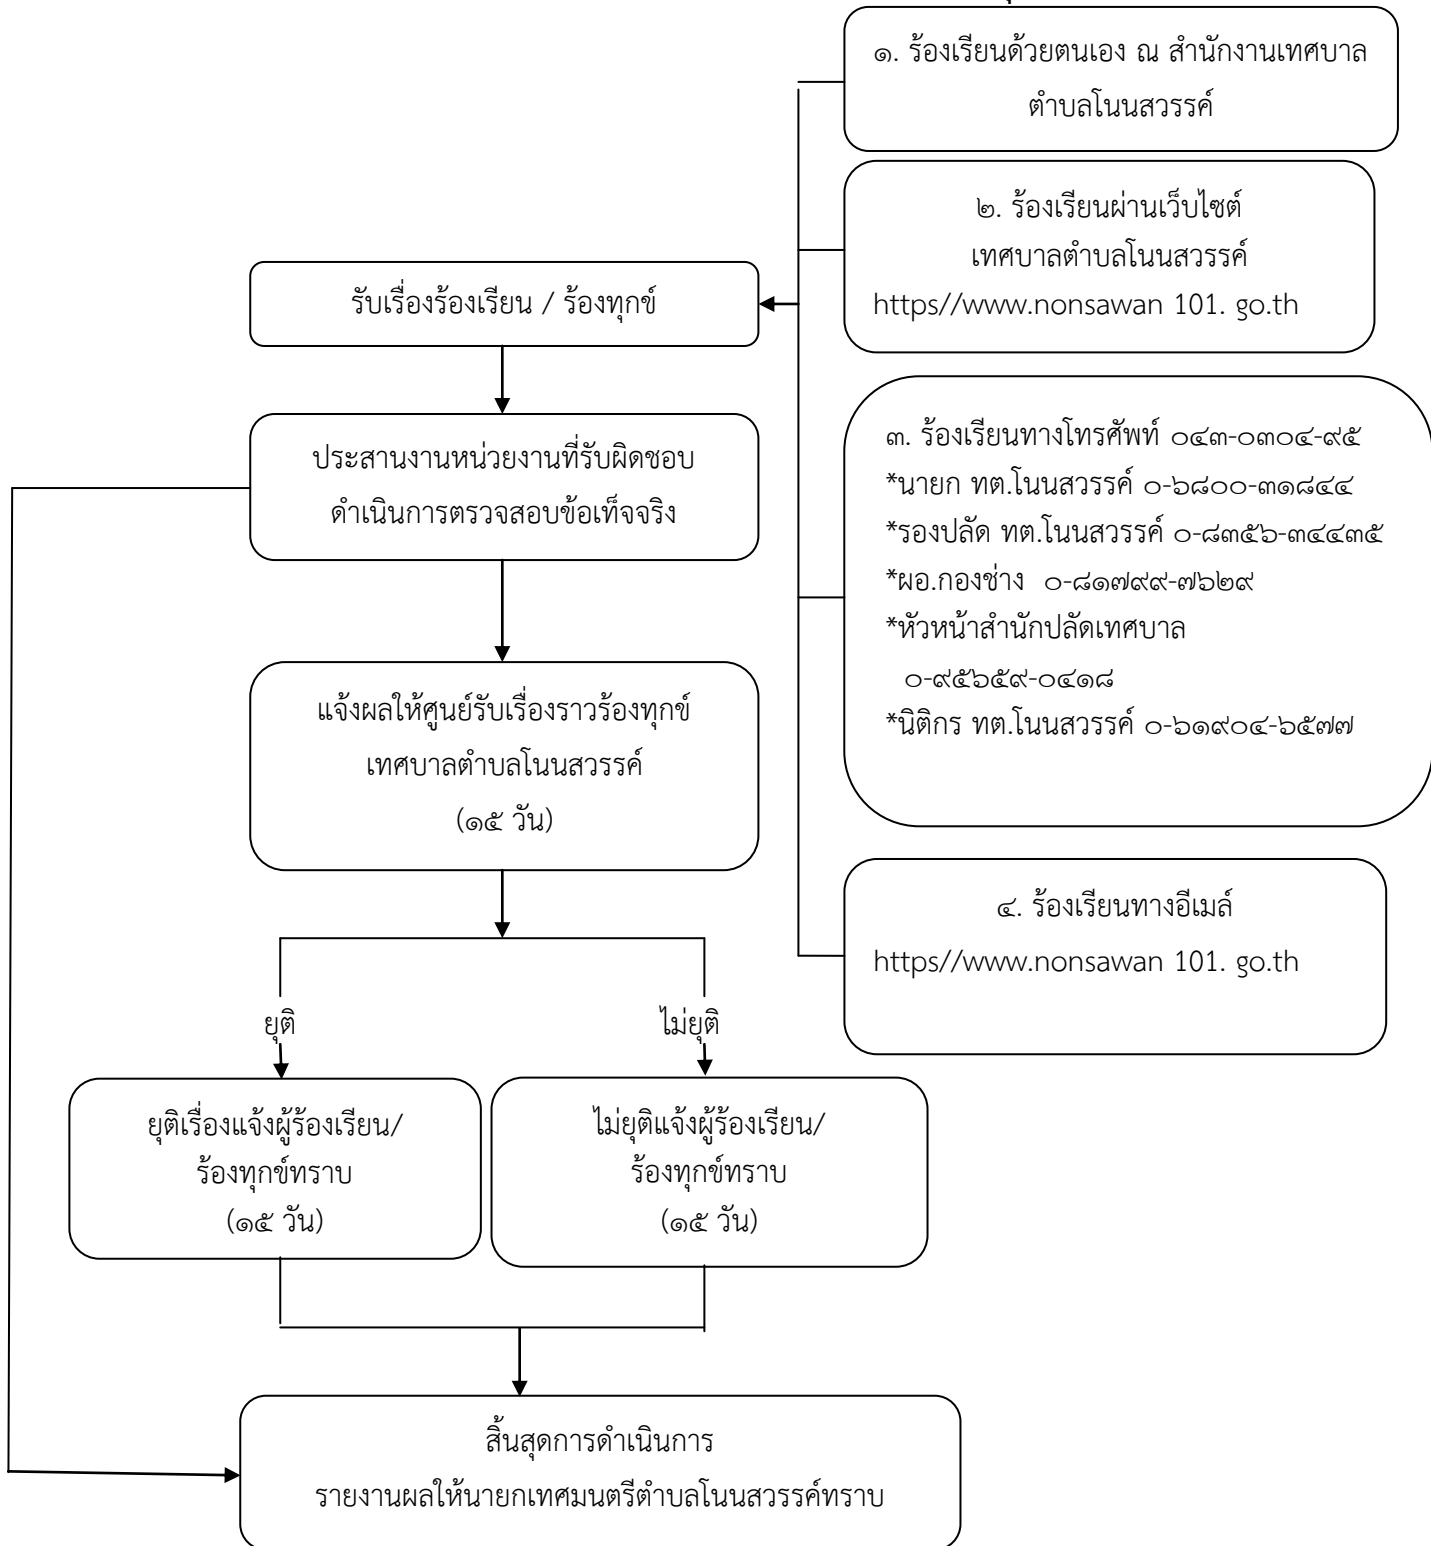 ๑. ร้องเรียนด้วยตนเอง ณ สำนักงานเทศบาล
ตำบลโนนสวรรค์
๒. ร้องเรียนผ่านเว็บไซต์
เทศบาลตำบลโนนสวรรค์
https//www.nonsawan 101. go.th
รับเรื่องร้องเรียน / ร้องทุกข์
ประสานงานหน่วยงานที่รับผิดชอบ
ดำเนินการตรวจสอบข้อเท็จจริง
๓. ร้องเรียนทางโทรศัพท์ ๐๔๓-๐๓๐๔-๙๕
*นายก ทต.โนนสวรรค์ ๐-๖๘๐๐-๓๑๘๔๔
*รองปลัด ทต.โนนสวรรค์ ๐-๘๓๕๖-๓๔๔๓๕
*ผอ.กองช่าง ๐-๘๑๗๙๙-๗๖๒๙
*หัวหน้าสำนักปลัดเทศบาล
๐-๙๕๖๕๙-๐๔๑๘
*นิติกร ทต.โนนสวรรค์ ๐-๖๑๙๐๔-๖๕๗๗
แจ้งผลให้ศูนย์รับเรื่องราวร้องทุกข์
เทศบาลตำบลโนนสวรรค์
(๑๕ วัน)
๔. ร้องเรียนทางอีเมล์
https//www.nonsawan 101. go.th
ยุติ
ไม่ยุติ
ยุติเรื่องแจ้งผู้ร้องเรียน/
ร้องทุกข์ทราบ
(๑๕ วัน)
ไม่ยุติแจ้งผู้ร้องเรียน/
ร้องทุกข์ทราบ
(๑๕ วัน)
สิ้นสุดการดำเนินการ
รายงานผลให้นายกเทศมนตรีตำบลโนนสวรรค์ทราบ